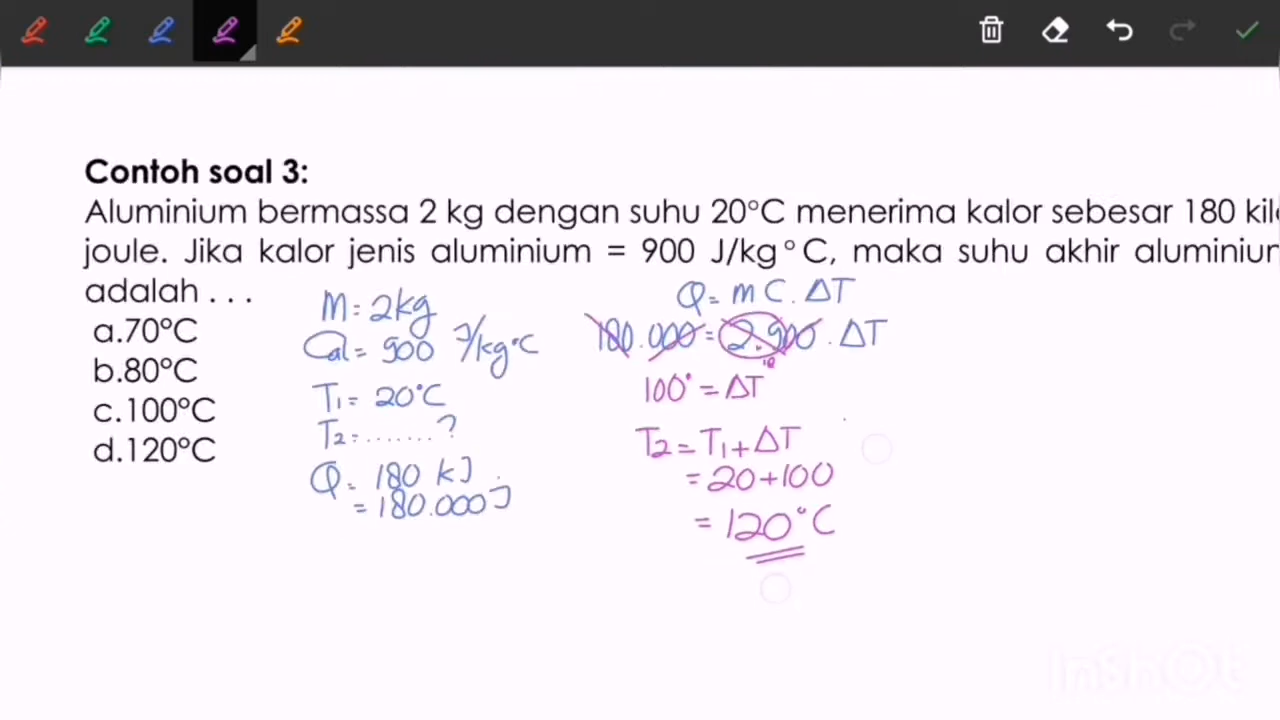 Contoh soal 3:
Aluminium bermassa 2 kg dengan suhu 20°C menerima kalor sebesar 180
joule. Jika kalor jenis aluminium = 900 J/kg°C, maka suhu akhir
adalah . . .
a.70°C
b.80°C
c.100°C
d.120°C
M = 2kg
Cal = 900 J/kg°C
T1 = 20°C
T2 = ....... ?
Q = 180 kJ
= 180.000 J
Q = m C . ΔT
180.000 = 2.900 . ΔT
18
100° = ΔT
T2 = T1 + ΔT
= 20 + 100
= 120°C